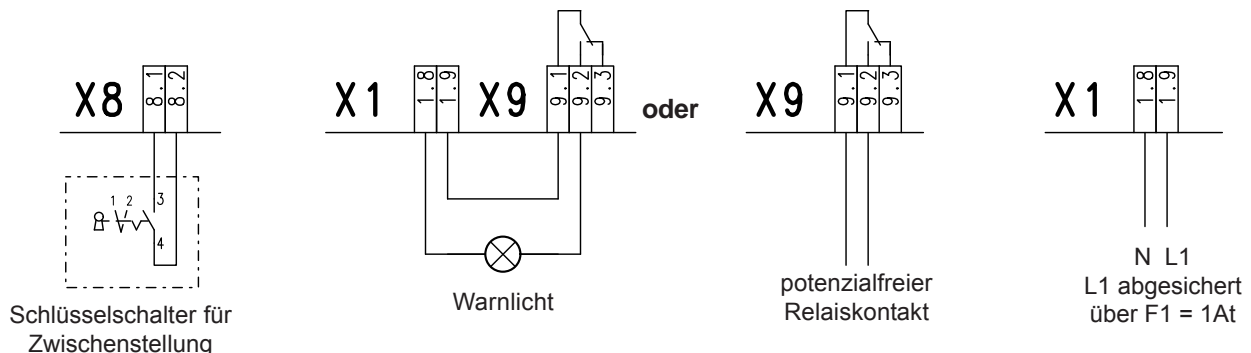 X8
8.1
8.2
1 2
3
4
Schlüsselschalter für
Zwischenstellung
X1
1.8
1.9
X9
9.1
9.2
9.3
Warnlicht
oder
X9
9.1
9.2
9.3
potenzialfreier
Relaiskontakt
X1
1.8
1.9
N L1
L1 abgesichert
über F1 = 1At